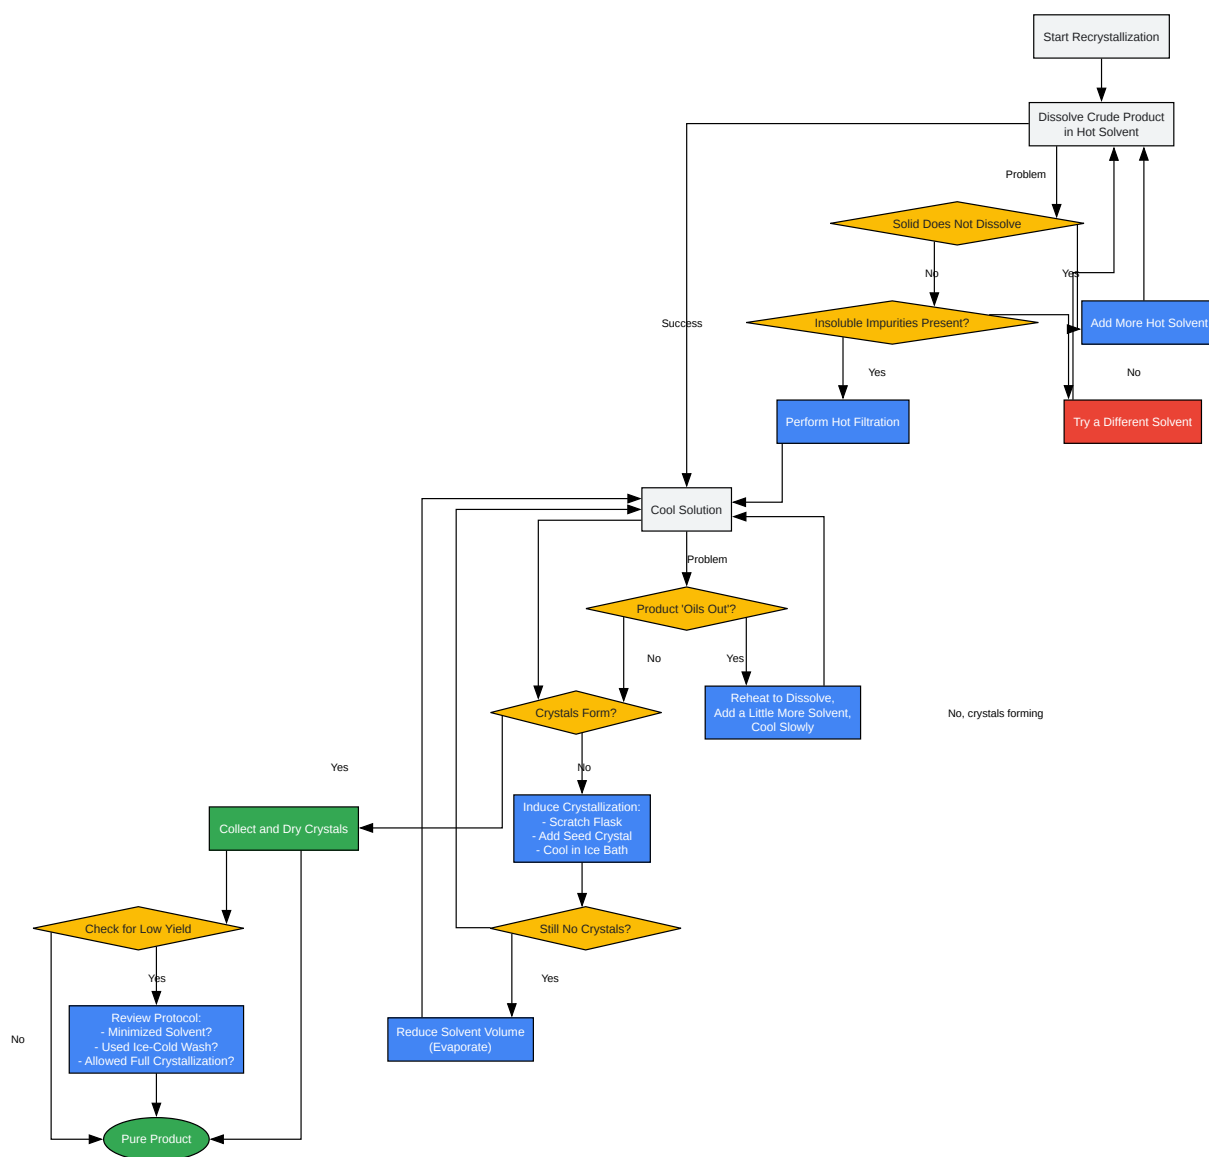 Start Recrystallization
Dissolve Crude Product
in Hot Solvent
Problem
Solid Does Not Dissolve
No
Yes
Success
Insoluble Impurities Present?
Add More Hot Solvent
Yes
No
Perform Hot Filtration
Try a Different Solvent
Cool Solution
Problem
Product 'Oils Out'?
No
Yes
Reheat to Dissolve,
Add a Little More Solvent,
Cool Slowly
Crystals Form?
No, crystals forming
Yes
No
Induce Crystallization:
- Scratch Flask
- Add Seed Crystal
- Cool in Ice Bath
Collect and Dry Crystals
Check for Low Yield
Still No Crystals?
Yes
Yes
Review Protocol:
- Minimized Solvent?
- Used Ice-Cold Wash?
- Allowed Full Crystallization?
Reduce Solvent Volume
(Evaporate)
No
Pure Product